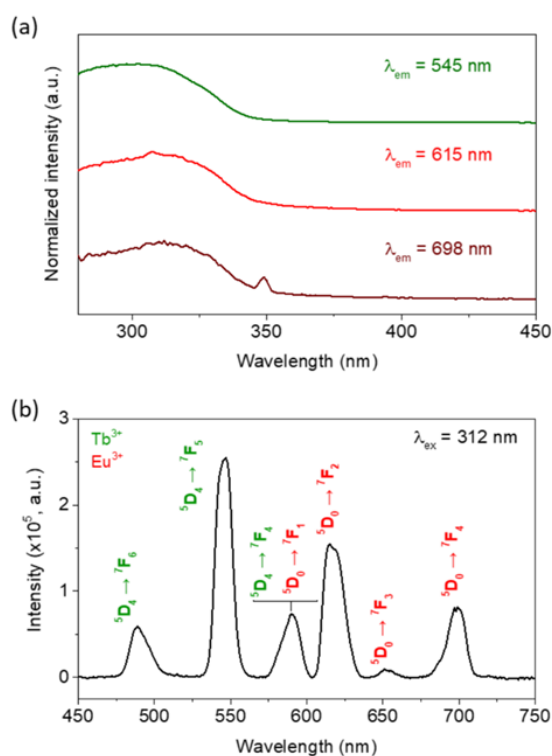 (a)
Normalized intensity (a.u.)
λem = 545 nm
λem = 615 nm
λem = 698 nm
300 350 400 450
Wavelength (nm)
(b)
Intensity (x10⁵, a.u.)
3
2
1
0
Tb³⁺
Eu³⁺
λex = 312 nm
⁵D₄→⁷F₆
⁵D₄→⁷F₅
⁵D₄→⁷F₄
⁵D₀→⁷F₁
⁵D₀→⁷F₂
⁵D₀→⁷F₃
⁵D₀→⁷F₄
450 500 550 600 650 700 750
Wavelength (nm)